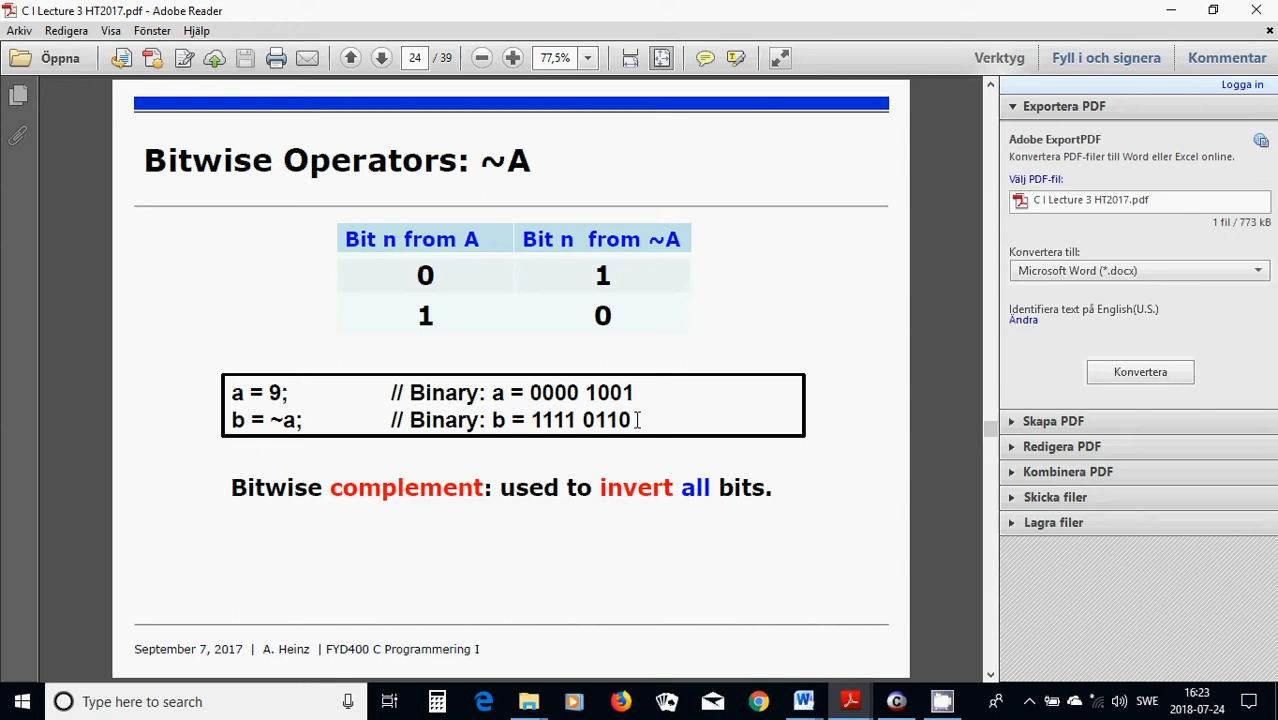 C I Lecture 3 HT2017.pdf - Adobe Reader
Arkiv Redigera Visa Fönster Hjälp
Öppna 24 / 39 77,5% Verktyg Fyll i och signera Kommentar
Logga in
Exportera PDF
Adobe ExportPDF
Konvertera PDF-filer till Word eller Excel online.
Välj PDF-fil:
C I Lecture 3 HT2017.pdf
1 fil / 773 kB
Konvertera till:
Microsoft Word (*.docx)
Identifiera text på English(U.S.)
Ändra
Konvertera
Skapa PDF
Redigera PDF
Kombinera PDF
Skicka filer
Lagra filer
Bitwise Operators: ~A
Bit n from A Bit n from ~A
0 1
1 0
a = 9; // Binary: a = 0000 1001
b = ~a; // Binary: b = 1111 0110
Bitwise complement: used to invert all bits.
September 7, 2017 | A. Heinz | FYD400 C Programmering I
Type here to search
SWE
16:23
2018-07-24